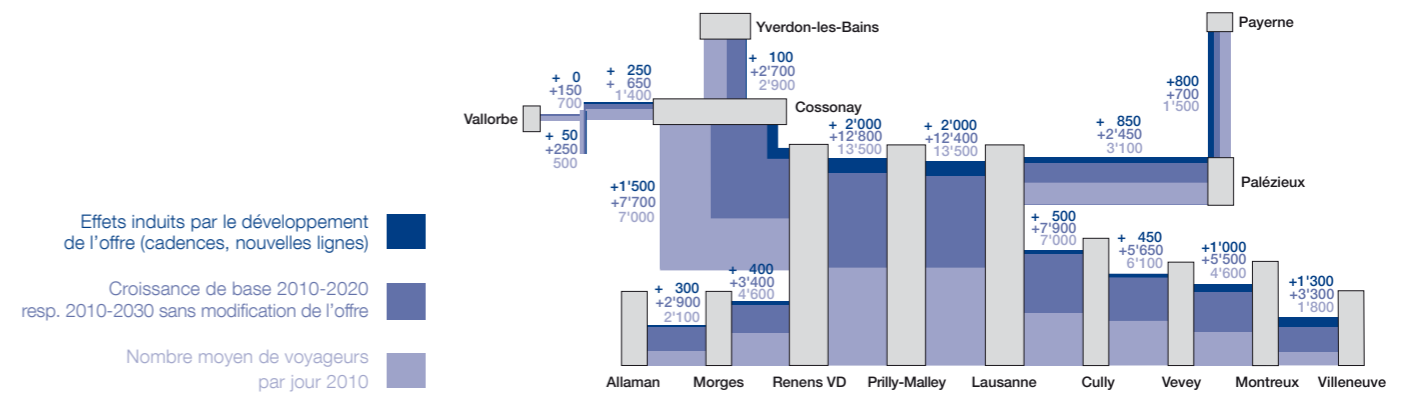 Yverdon-les-Bains
Payerne
+ 100
+2'700
2'900
+ 0
+150
700
+ 250
+ 650
1'400
+800
+700
1'500
Vallorbe
Cossonay
+ 50
+250
500
+ 2'000
+12'800
13'500
+ 2'000
+12'400
13'500
+ 850
+2'450
3'100
Palézieux
+1'500
+7'700
7'000
Effets induits par le développement
de l'offre (cadences, nouvelles lignes)
+ 500
+7'900
7'000
+ 450
+5'650
6'100
+1'000
+5'500
4'600
Croissance de base 2010-2020
resp. 2010-2030 sans modification de l'offre
+ 300
+2'900
2'100
+ 400
+3'400
4'600
+1'300
+3'300
1'800
Nombre moyen de voyageurs
par jour 2010
Allaman
Morges
Renens VD
Prilly-Malley
Lausanne
Cully
Vevey
Montreux
Villeneuve